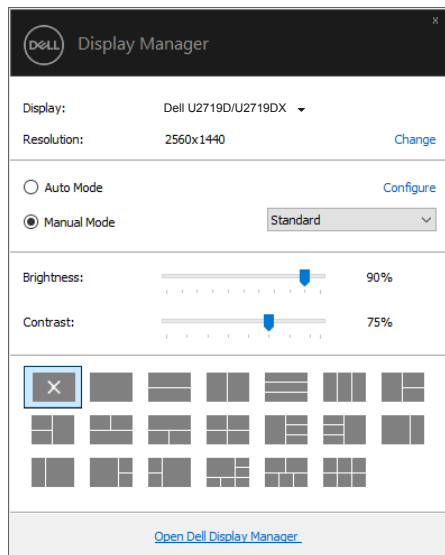 x
DELL Display Manager
Display: Dell U2719D/U2719DX
Resolution: 2560x1440 Change
Auto Mode Configure
Manual Mode Standard
Brightness: 90%
Contrast: 75%
Open Dell Display Manager